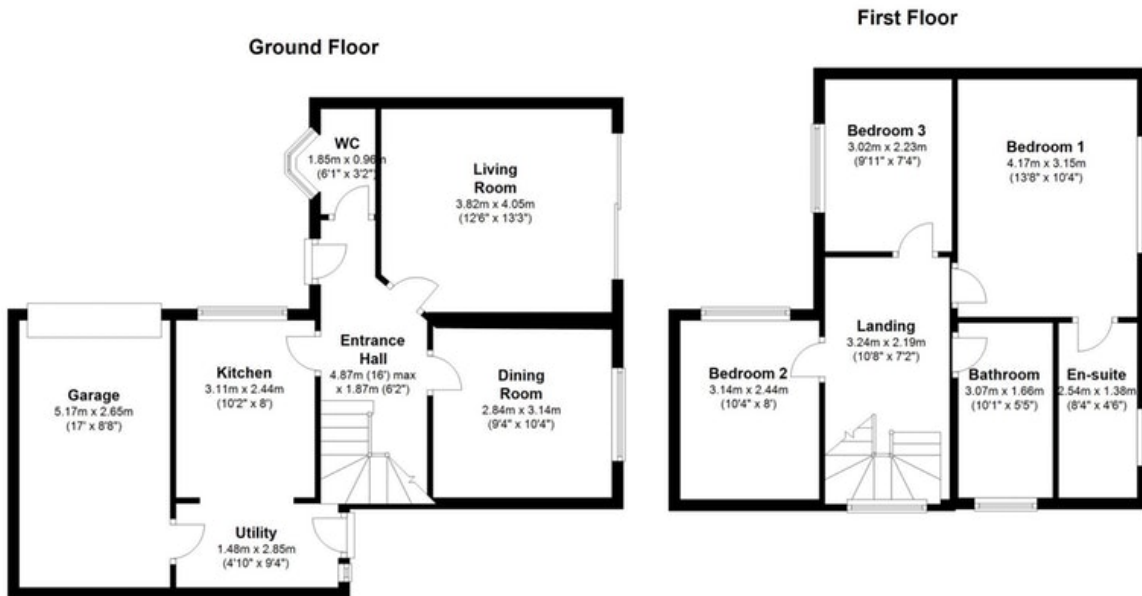 Ground Floor
WC
1.85m x 0.96m
(6'1" x 3'2")
Living
Room
3.82m x 4.05m
(12'6" x 13'3")
Entrance
Hall
4.87m (16') max
x 1.87m (6'2")
Kitchen
3.11m x 2.44m
(10'2" x 8')
Garage
5.17m x 2.65m
(17' x 8'8")
Dining
Room
2.84m x 3.14m
(9'4" x 10'4")
Utility
1.48m x 2.85m
(4'10" x 9'4")
First Floor
Bedroom 3
3.02m x 2.23m
(9'11" x 7'4")
Bedroom 1
4.17m x 3.15m
(13'8" x 10'4")
Landing
3.24m x 2.19m
(10'8" x 7'2")
Bedroom 2
3.14m x 2.44m
(10'4" x 8')
Bathroom
3.07m x 1.66m
(10'1" x 5'5")
En-suite
2.54m x 1.38m
(8'4" x 4'6")